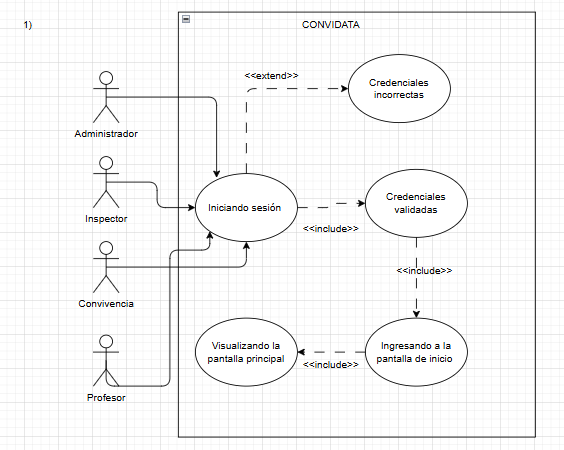 1)
CONVIDATA
<<extend>>
Credenciales
incorrectas
Administrador
Inspector
Iniciando sesión
Credenciales
validadas
<<include>>
Convivencia
<<include>>
Visualizando la
pantalla principal
Ingresando a la
pantalla de inicio
<<include>>
Profesor